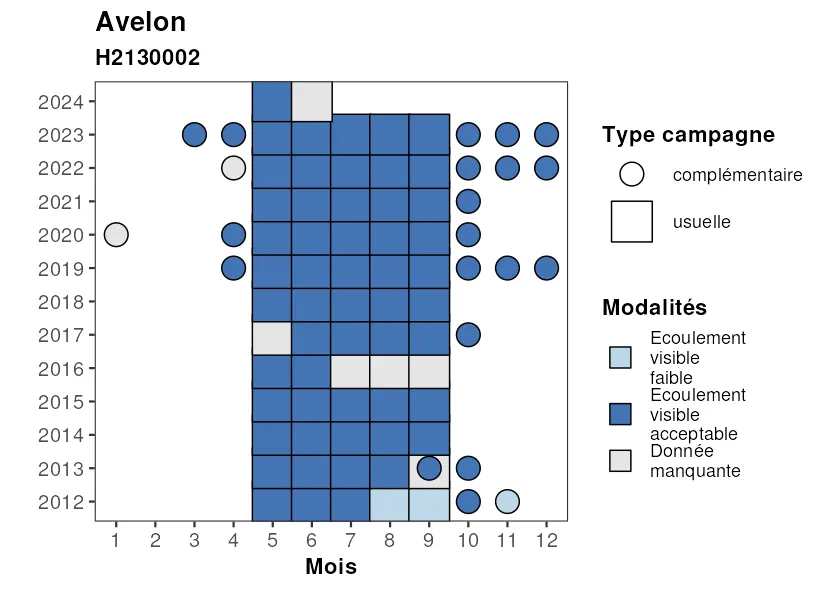 Avelon
H2130002
2024
2023
2022
2021
2020
2019
2018
2017
2016
2015
2014
2013
2012
1 2 3 4 5 6 7 8 9 10 11 12
Mois
Type campagne
complémentaire
usuelle
Modalités
Ecoulement
visible
faible
Ecoulement
visible
acceptable
Donnée
manquante